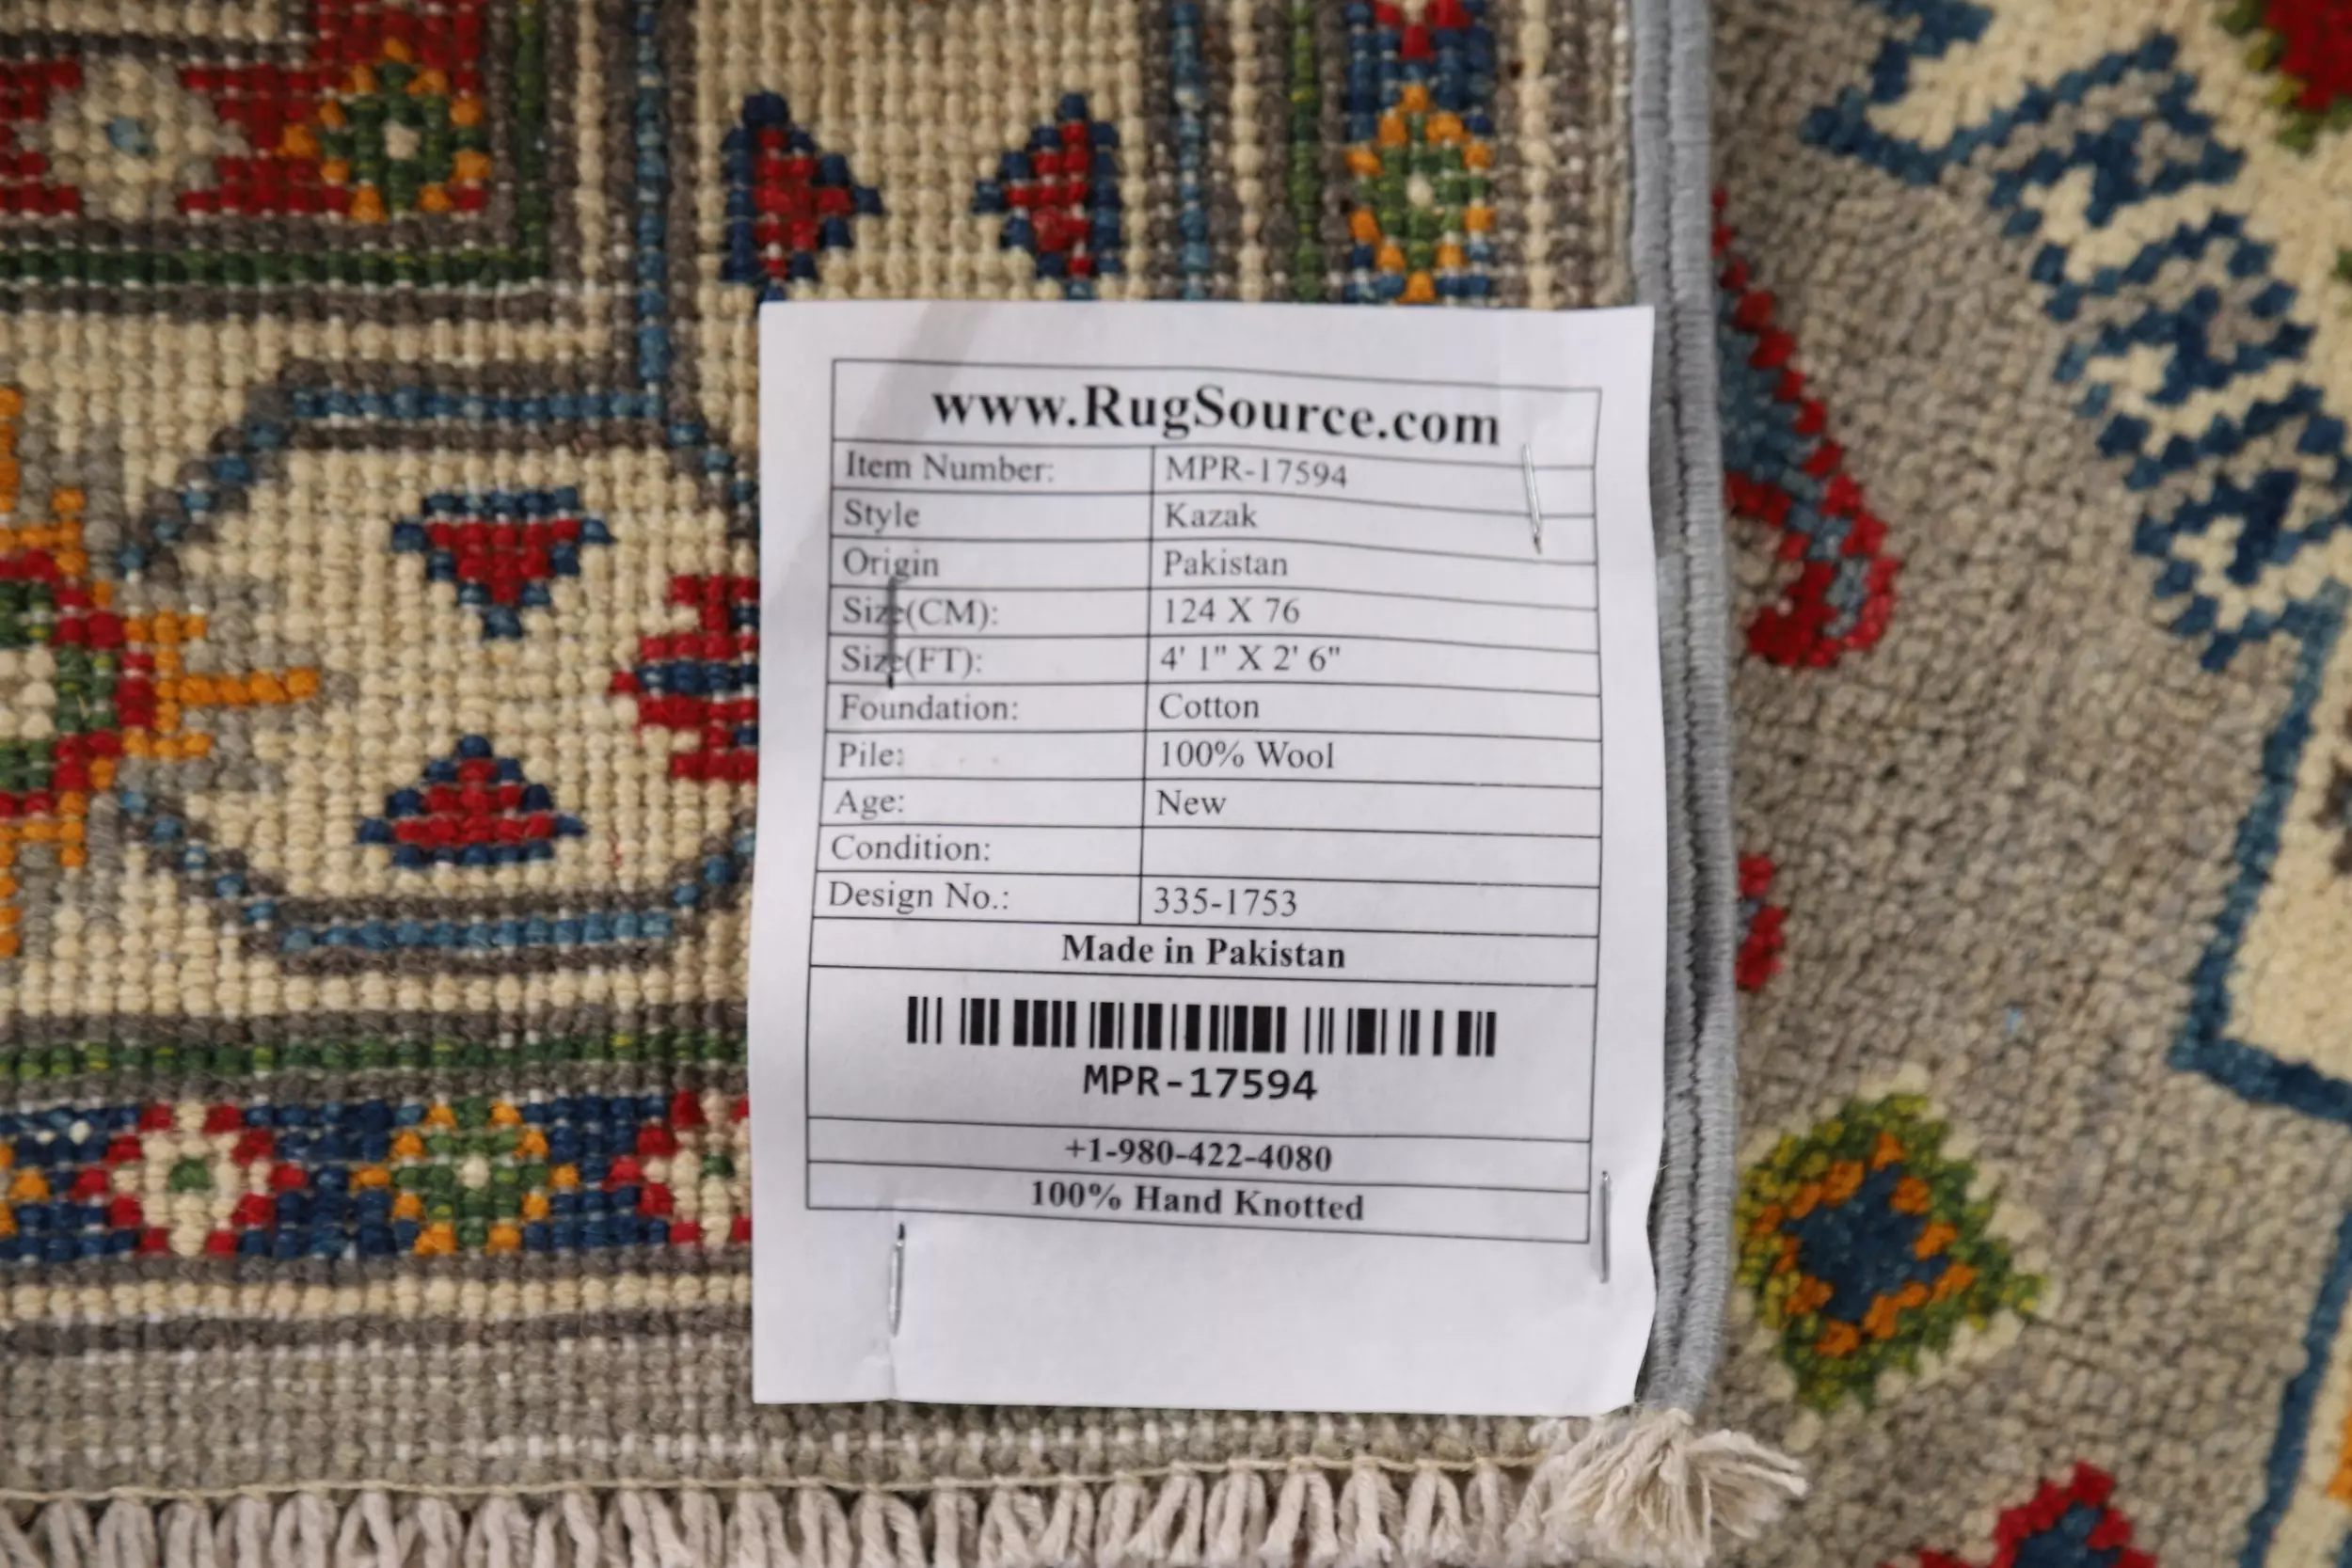 www.RugSource.com
Item Number: MPR-17594
Style Kazak
Origin Pakistan
Size(CM): 124 X 76
Size(FT): 4' 1" X 2' 6"
Foundation: Cotton
Pile: 100% Wool
Age: New
Condition:
Design No.: 335-1753
Made in Pakistan
MPR-17594
+1-980-422-4080
100% Hand Knotted